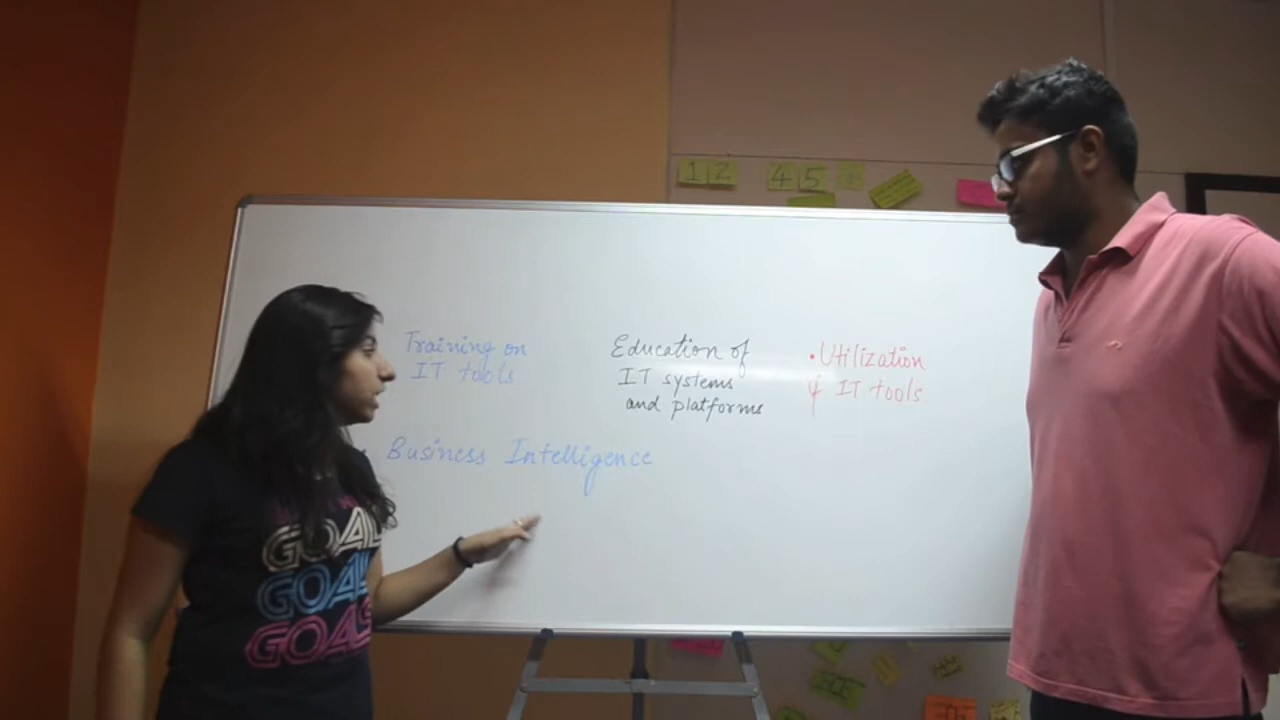 1 2 4 5
Training on
IT tools
Education of
IT systems
and platforms
• Utilization
of IT tools
Business Intelligence
GOAL
GOAL
GOAS